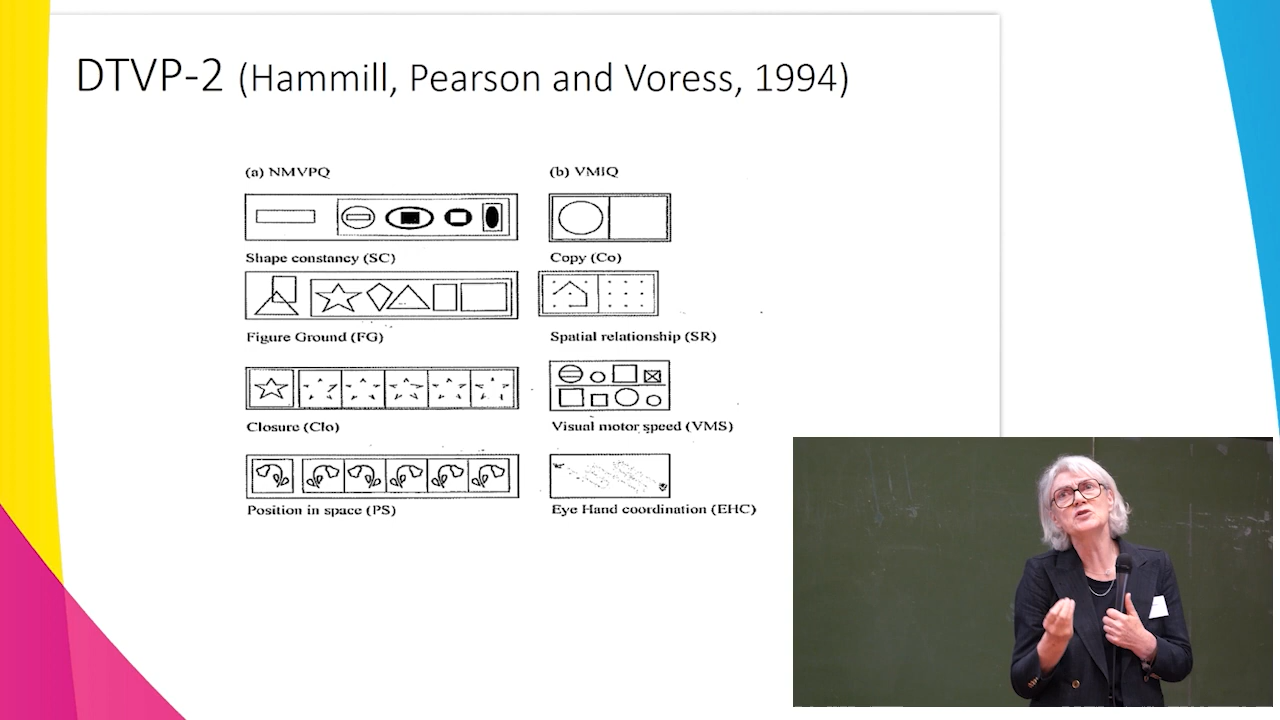 DTVP-2 (Hammill, Pearson and Voress, 1994)
(a) NMVPQ
(b) VMIQ
Shape constancy (SC)
Copy (Co)
Figure Ground (FG)
Spatial relationship (SR)
Closure (Clo)
Visual motor speed (VMS)
Position in space (PS)
Eye Hand coordination (EHC)